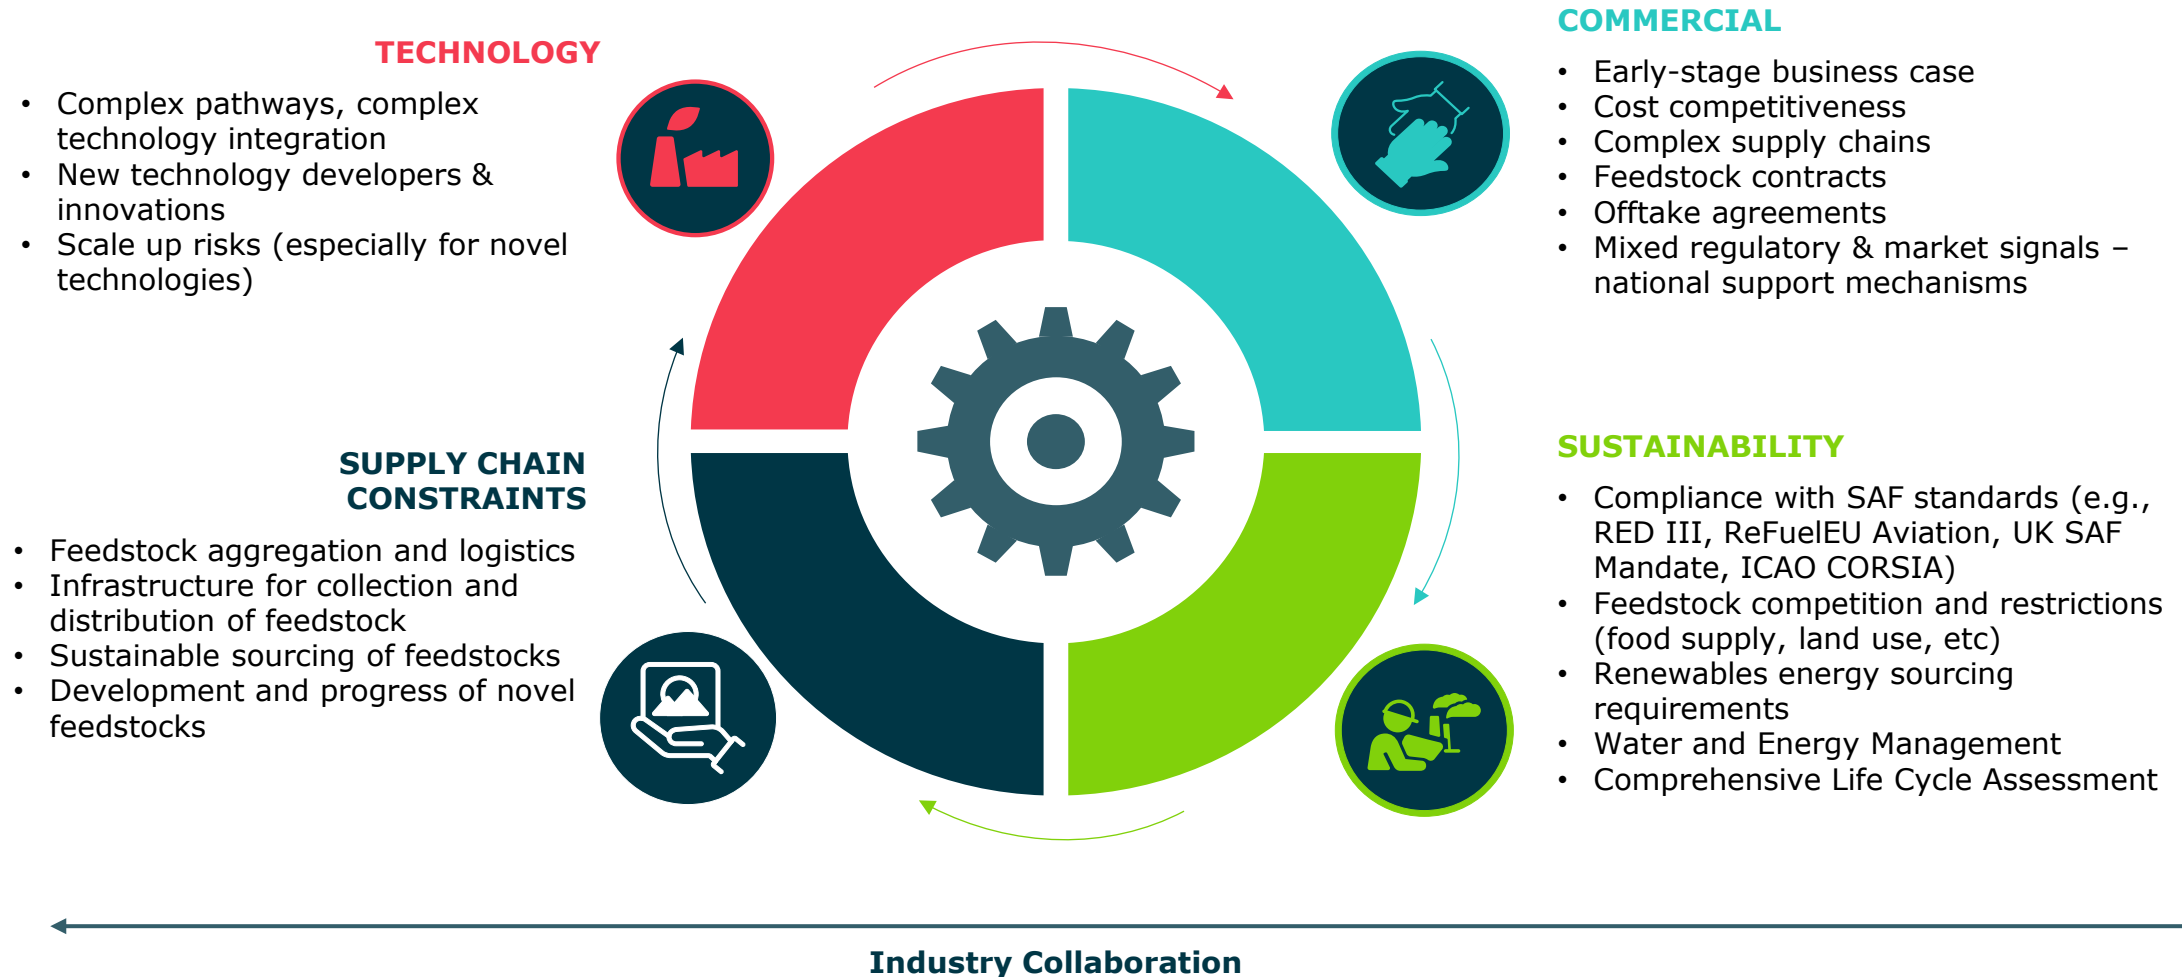 TECHNOLOGY
• Complex pathways, complex
technology integration
• New technology developers &
innovations
• Scale up risks (especially for novel
technologies)
COMMERCIAL
• Early-stage business case
• Cost competitiveness
• Complex supply chains
• Feedstock contracts
• Offtake agreements
• Mixed regulatory & market signals –
national support mechanisms
SUPPLY CHAIN
CONSTRAINTS
• Feedstock aggregation and logistics
• Infrastructure for collection and
distribution of feedstock
• Sustainable sourcing of feedstocks
• Development and progress of novel
feedstocks
SUSTAINABILITY
• Compliance with SAF standards (e.g.,
RED III, ReFuelEU Aviation, UK SAF
Mandate, ICAO CORSIA)
• Feedstock competition and restrictions
(food supply, land use, etc)
• Renewables energy sourcing
requirements
• Water and Energy Management
• Comprehensive Life Cycle Assessment
Industry Collaboration